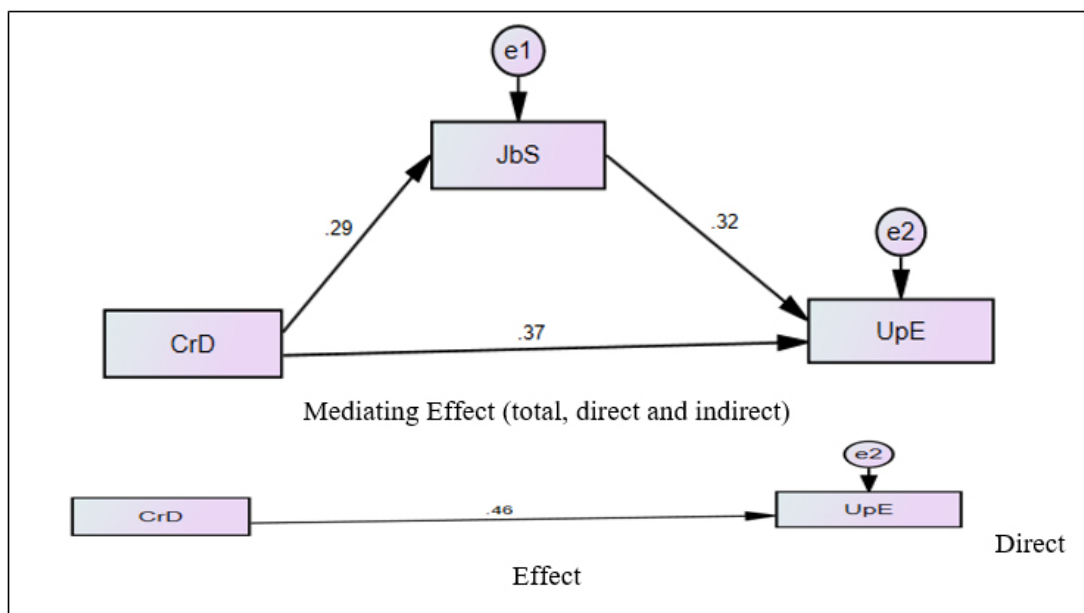 e1
JbS
.29
.32
e2
CrD
.37
UpE
Mediating Effect (total, direct and indirect)
e2
CrD
.46
UpE
Direct
Effect